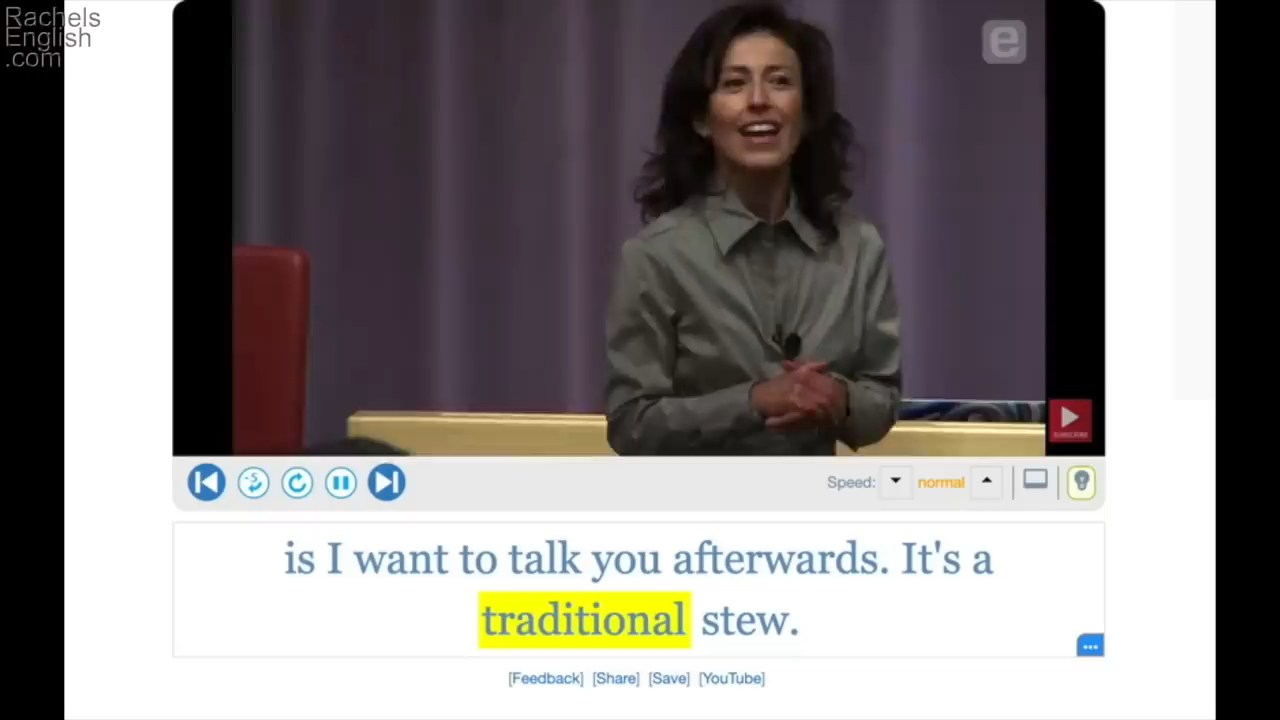 Rachels
English
.com
e
Speed: normal
is I want to talk you afterwards. It's a
traditional stew.
[Feedback] [Share] [Save] [YouTube]